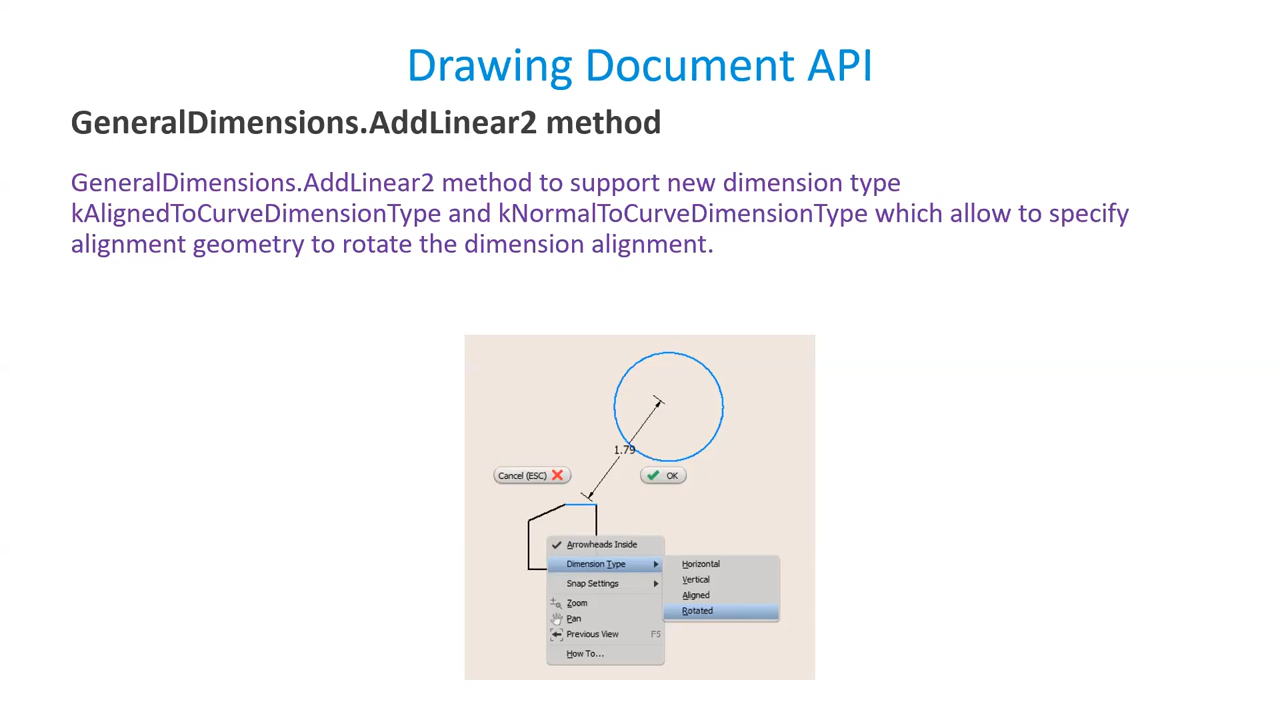 Drawing Document API
GeneralDimensions.AddLinear2 method
GeneralDimensions.AddLinear2 method to support new dimension type
kAlignedToCurveDimensionType and kNormalToCurveDimensionType which allow to specify
alignment geometry to rotate the dimension alignment.
1.79
Cancel (ESC)
OK
Arrowheads Inside
Dimension Type
Snap Settings
Zoom
Pan
Previous View F5
How To...
Horizontal
Vertical
Aligned
Rotated